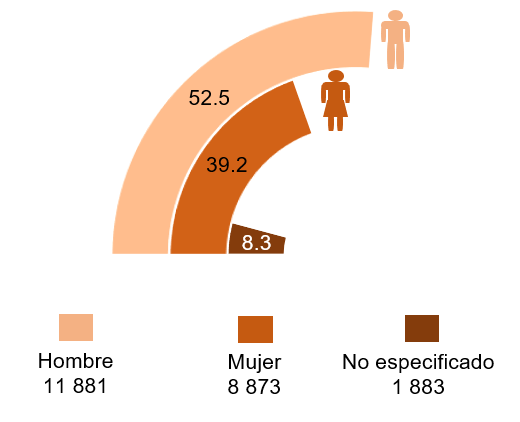 52.5
39.2
8.3
Hombre
11 881
Mujer
8 873
No especificado
1 883